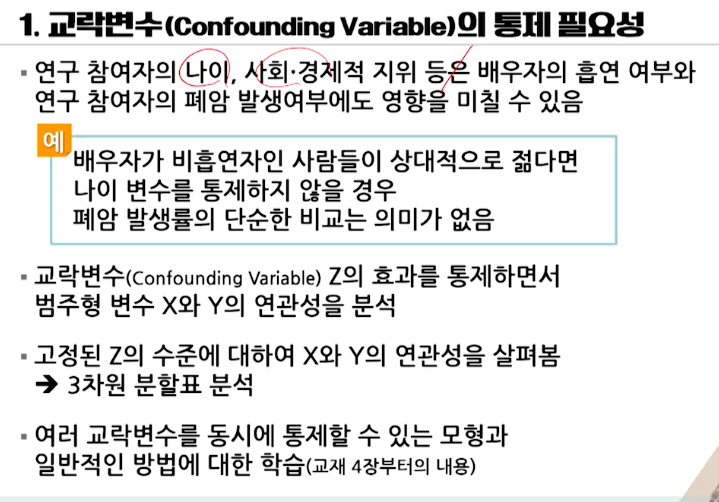 1. 교락변수(Confounding Variable)의 통제 필요성
▪ 연구 참여자의 나이, 사회·경제적 지위 등은 배우자의 흡연 여부와
연구 참여자의 폐암 발생여부에도 영향을 미칠 수 있음
예
배우자가 비흡연자인 사람들이 상대적으로 젊다면
나이 변수를 통제하지 않을 경우
폐암 발생률의 단순한 비교는 의미가 없음
▪ 교락변수(Confounding Variable) Z의 효과를 통제하면서
범주형 변수 X와 Y의 연관성을 분석
▪ 고정된 Z의 수준에 대하여 X와 Y의 연관성을 살펴봄
➔ 3차원 분할표 분석
▪ 여러 교락변수를 동시에 통제할 수 있는 모형과
일반적인 방법에 대한 학습(교재 4장부터의 내용)